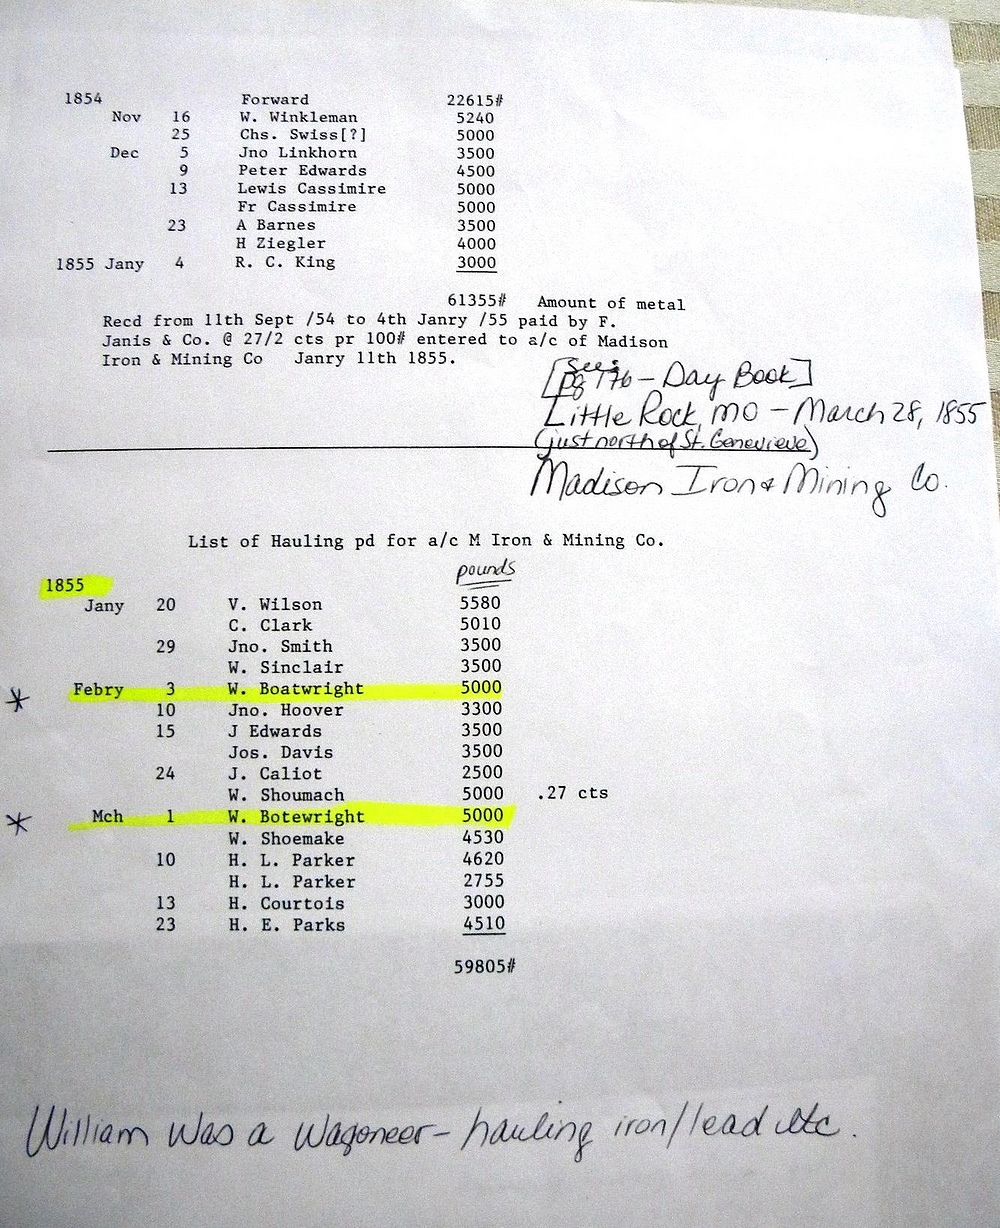 1854 Forward 22615#
Nov 16 W. Winkleman 5240
25 Chs. Swiss[?] 5000
Dec 5 Jno Linkhorn 3500
9 Peter Edwards 4500
13 Lewis Cassimire 5000
Fr Cassimire 5000
23 A Barnes 3500
H Ziegler 4000
1855 Jany 4 R. C. King 3000
61355# Amount of metal
Recd from 11th Sept /54 to 4th Janry /55 paid by F.
Janis & Co. @ 27/2 cts pr 100# entered to a/c of Madison
Iron & Mining Co Janry 11th 1855.
[see
pg 176 - Day Book]
Little Rock, MO - March 28, 1855
(just north of St. Genevieve)
Madison Iron & Mining Co.
List of Hauling pd for a/c M Iron & Mining Co.
pounds
1855
Jany 20 V. Wilson 5580
C. Clark 5010
29 Jno. Smith 3500
W. Sinclair 3500
* Febry 3 W. Boatwright 5000
10 Jno. Hoover 3300
15 J Edwards 3500
Jos. Davis 3500
24 J. Caliot 2500
W. Shoumach 5000 .27 cts
* Mch 1 W. Botewright 5000
W. Shoemake 4530
10 H. L. Parker 4620
H. L. Parker 2755
13 H. Courtois 3000
23 H. E. Parks 4510
59805#
William was a Wagoneer - hauling iron/lead etc.